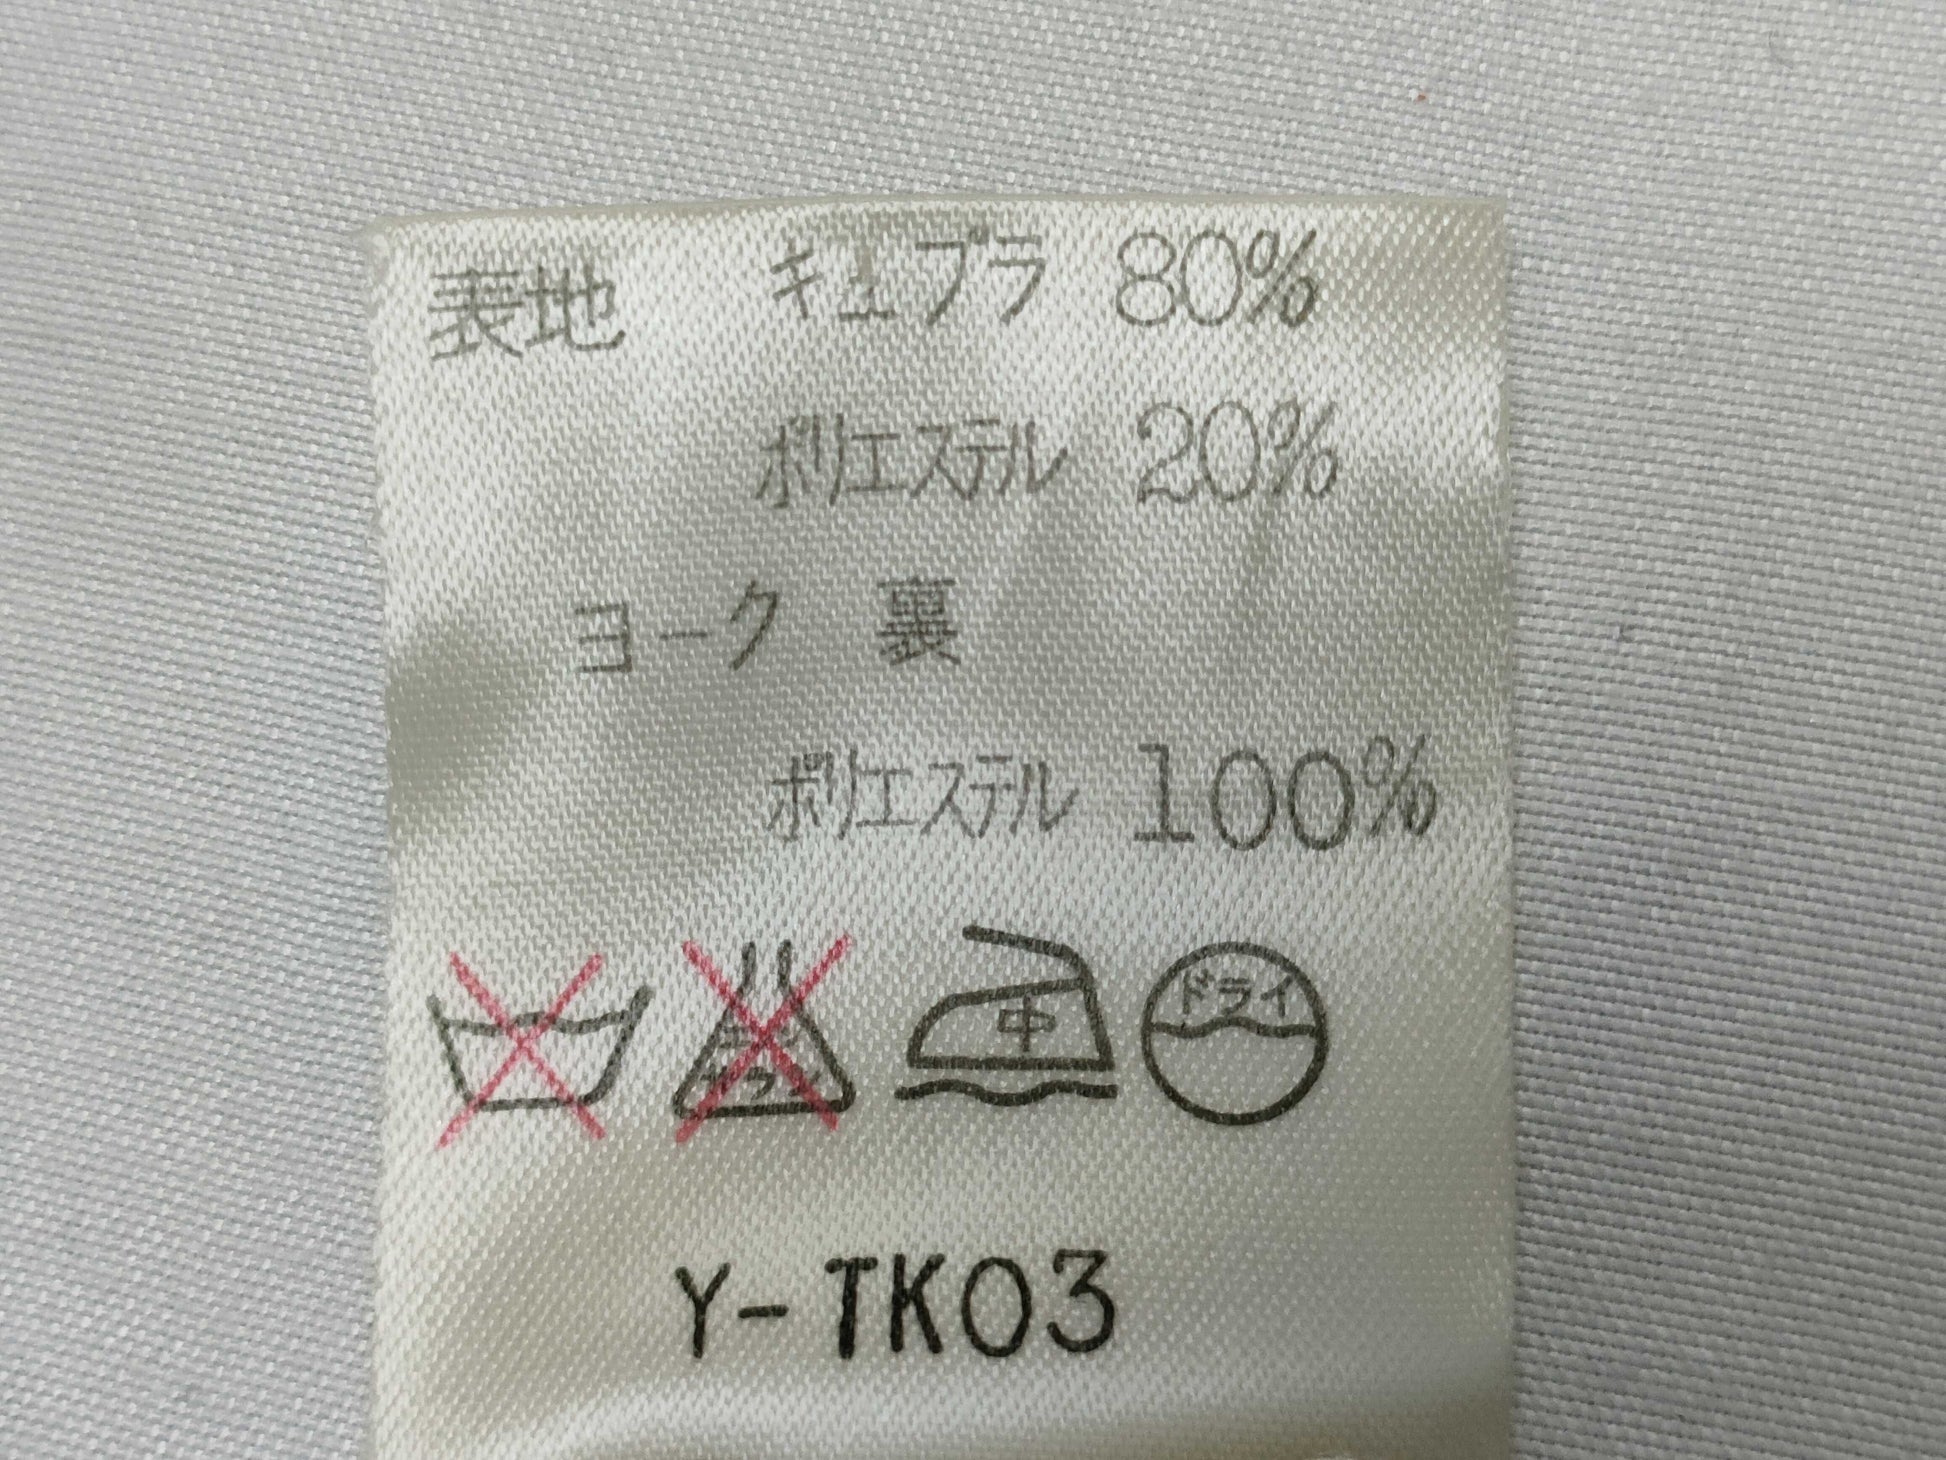 表地 キュプラ 80%
ポリエステル 20%
ヨーク 裏
ポリエステル 100%
中 ドライ
Y-TK03